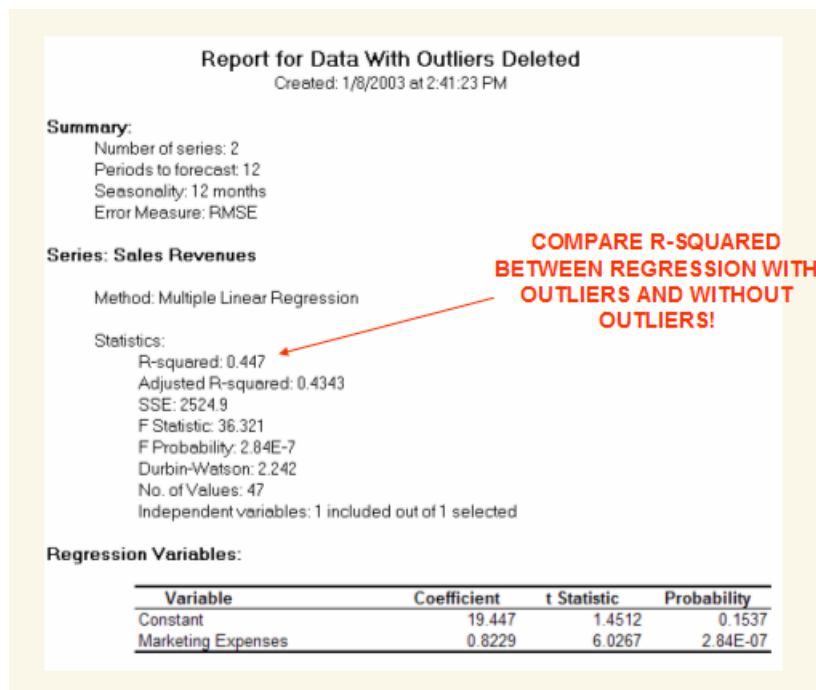 Report for Data With Outliers Deleted
Created: 1/8/2003 at 2:41:23 PM
Summary:
Number of series: 2
Periods to forecast: 12
Seasonality: 12 months
Error Measure: RMSE
Series: Sales Revenues
COMPARE R-SQUARED
BETWEEN REGRESSION WITH
OUTLIERS AND WITHOUT
OUTLIERS!
Method: Multiple Linear Regression
Statistics:
R-squared: 0.447
Adjusted R-squared: 0.4343
SSE: 2524.9
F Statistic: 36.321
F Probability: 2.84E-7
Durbin-Watson: 2.242
No. of Values: 47
Independent variables: 1 included out of 1 selected
Regression Variables:
Variable Coefficient t Statistic Probability
Constant 19.447 1.4512 0.1537
Marketing Expenses 0.8229 6.0267 2.84E-07